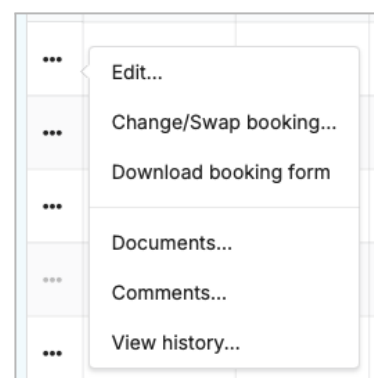 Edit...
Change/Swap booking...
Download booking form
Documents...
Comments...
View history...